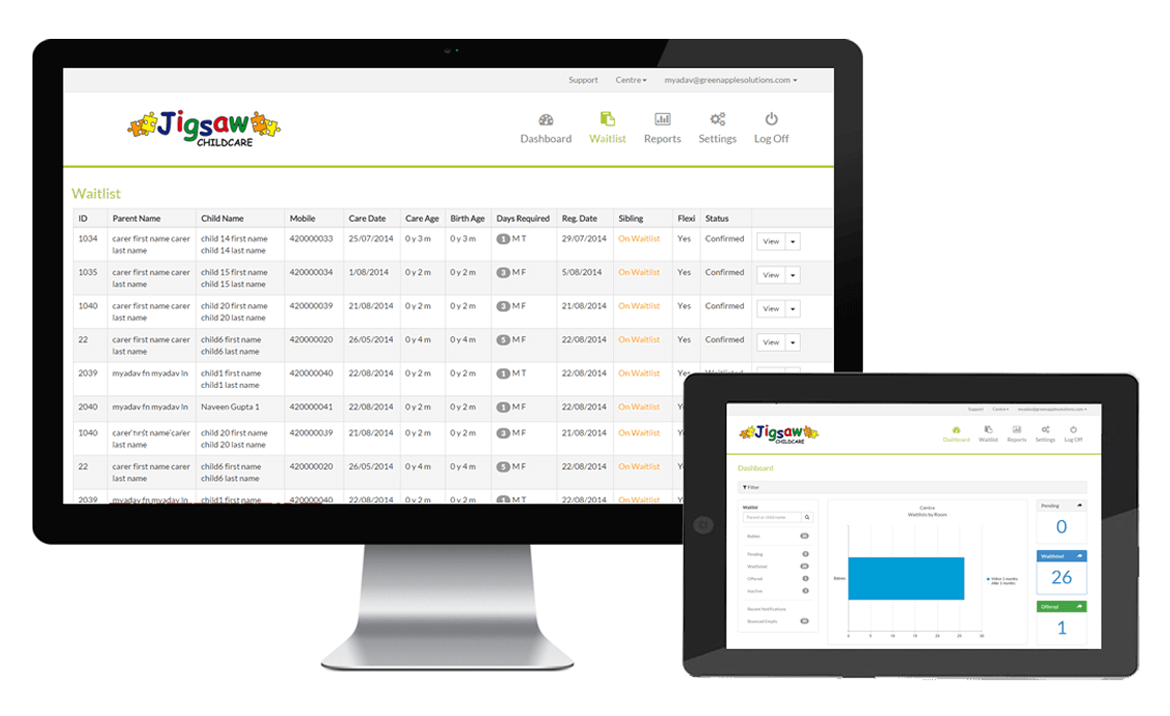 Support Centre myadav@greenapplesolutions.com
Jigsaw
CHILDCARE
Dashboard Waitlist Reports Settings Log Off
Waitlist
ID Parent Name Child Name Mobile Care Date Care Age Birth Age Days Required Reg. Date Sibling Flexi Status
1034 carer first name carer child 14 first name 420000033 25/07/2014 0 y 3 m 0 y 3 m 1 M T 29/07/2014 On Waitlist Yes Confirmed View
last name child 14 last name
1035 carer first name carer child 15 first name 420000034 1/08/2014 0 y 2 m 0 y 2 m 3 M F 5/08/2014 On Waitlist Yes Confirmed View
last name child 15 last name
1040 carer first name carer child 20 first name 420000039 21/08/2014 0 y 2 m 0 y 2 m 3 M F 21/08/2014 On Waitlist Yes Confirmed View
last name child 20 last name
22 carer first name carer child6 first name 420000020 26/05/2014 0 y 4 m 0 y 4 m 5 M F 22/08/2014 On Waitlist Yes Confirmed View
last name child6 last name
2039 myadav fn myadav ln child1 first name 420000040 22/08/2014 0 y 2 m 0 y 2 m 1 M T 22/08/2014 On Waitlist
child1 last name
2040 myadav fn myadav ln Naveen Gupta 1 420000041 22/08/2014 0 y 2 m 0 y 2 m 1 M F 22/08/2014 On Waitlist
1040 carer first name carer child 20 first name 420000039 21/08/2014 0 y 2 m 0 y 2 m 3 M F 21/08/2014 On Waitlist
last name child 20 last name
22 carer first name carer child6 first name 420000020 26/05/2014 0 y 4 m 0 y 4 m 5 M F 22/08/2014 On Waitlist
last name child6 last name
2039 myadav fn myadav ln child1 first name 420000040 22/08/2014 0 y 2 m 0 y 2 m 1 M T 22/08/2014 On Waitlist
Support Centre myadav@greenapplesolutions.com
Jigsaw
CHILDCARE
Dashboard Waitlist Reports Settings Log Off
Dashboard
Filter
Waitlist
Parent or child name
Babies
Pending
Waitlisted
Offered
Inactive
Recent Notifications
Bounced Emails
Centre
Waitlists by Room
Babies
0 5 10 15 20 25 30
Within 3 months
After 3 months
Pending
0
Waitlisted
26
Offered
1